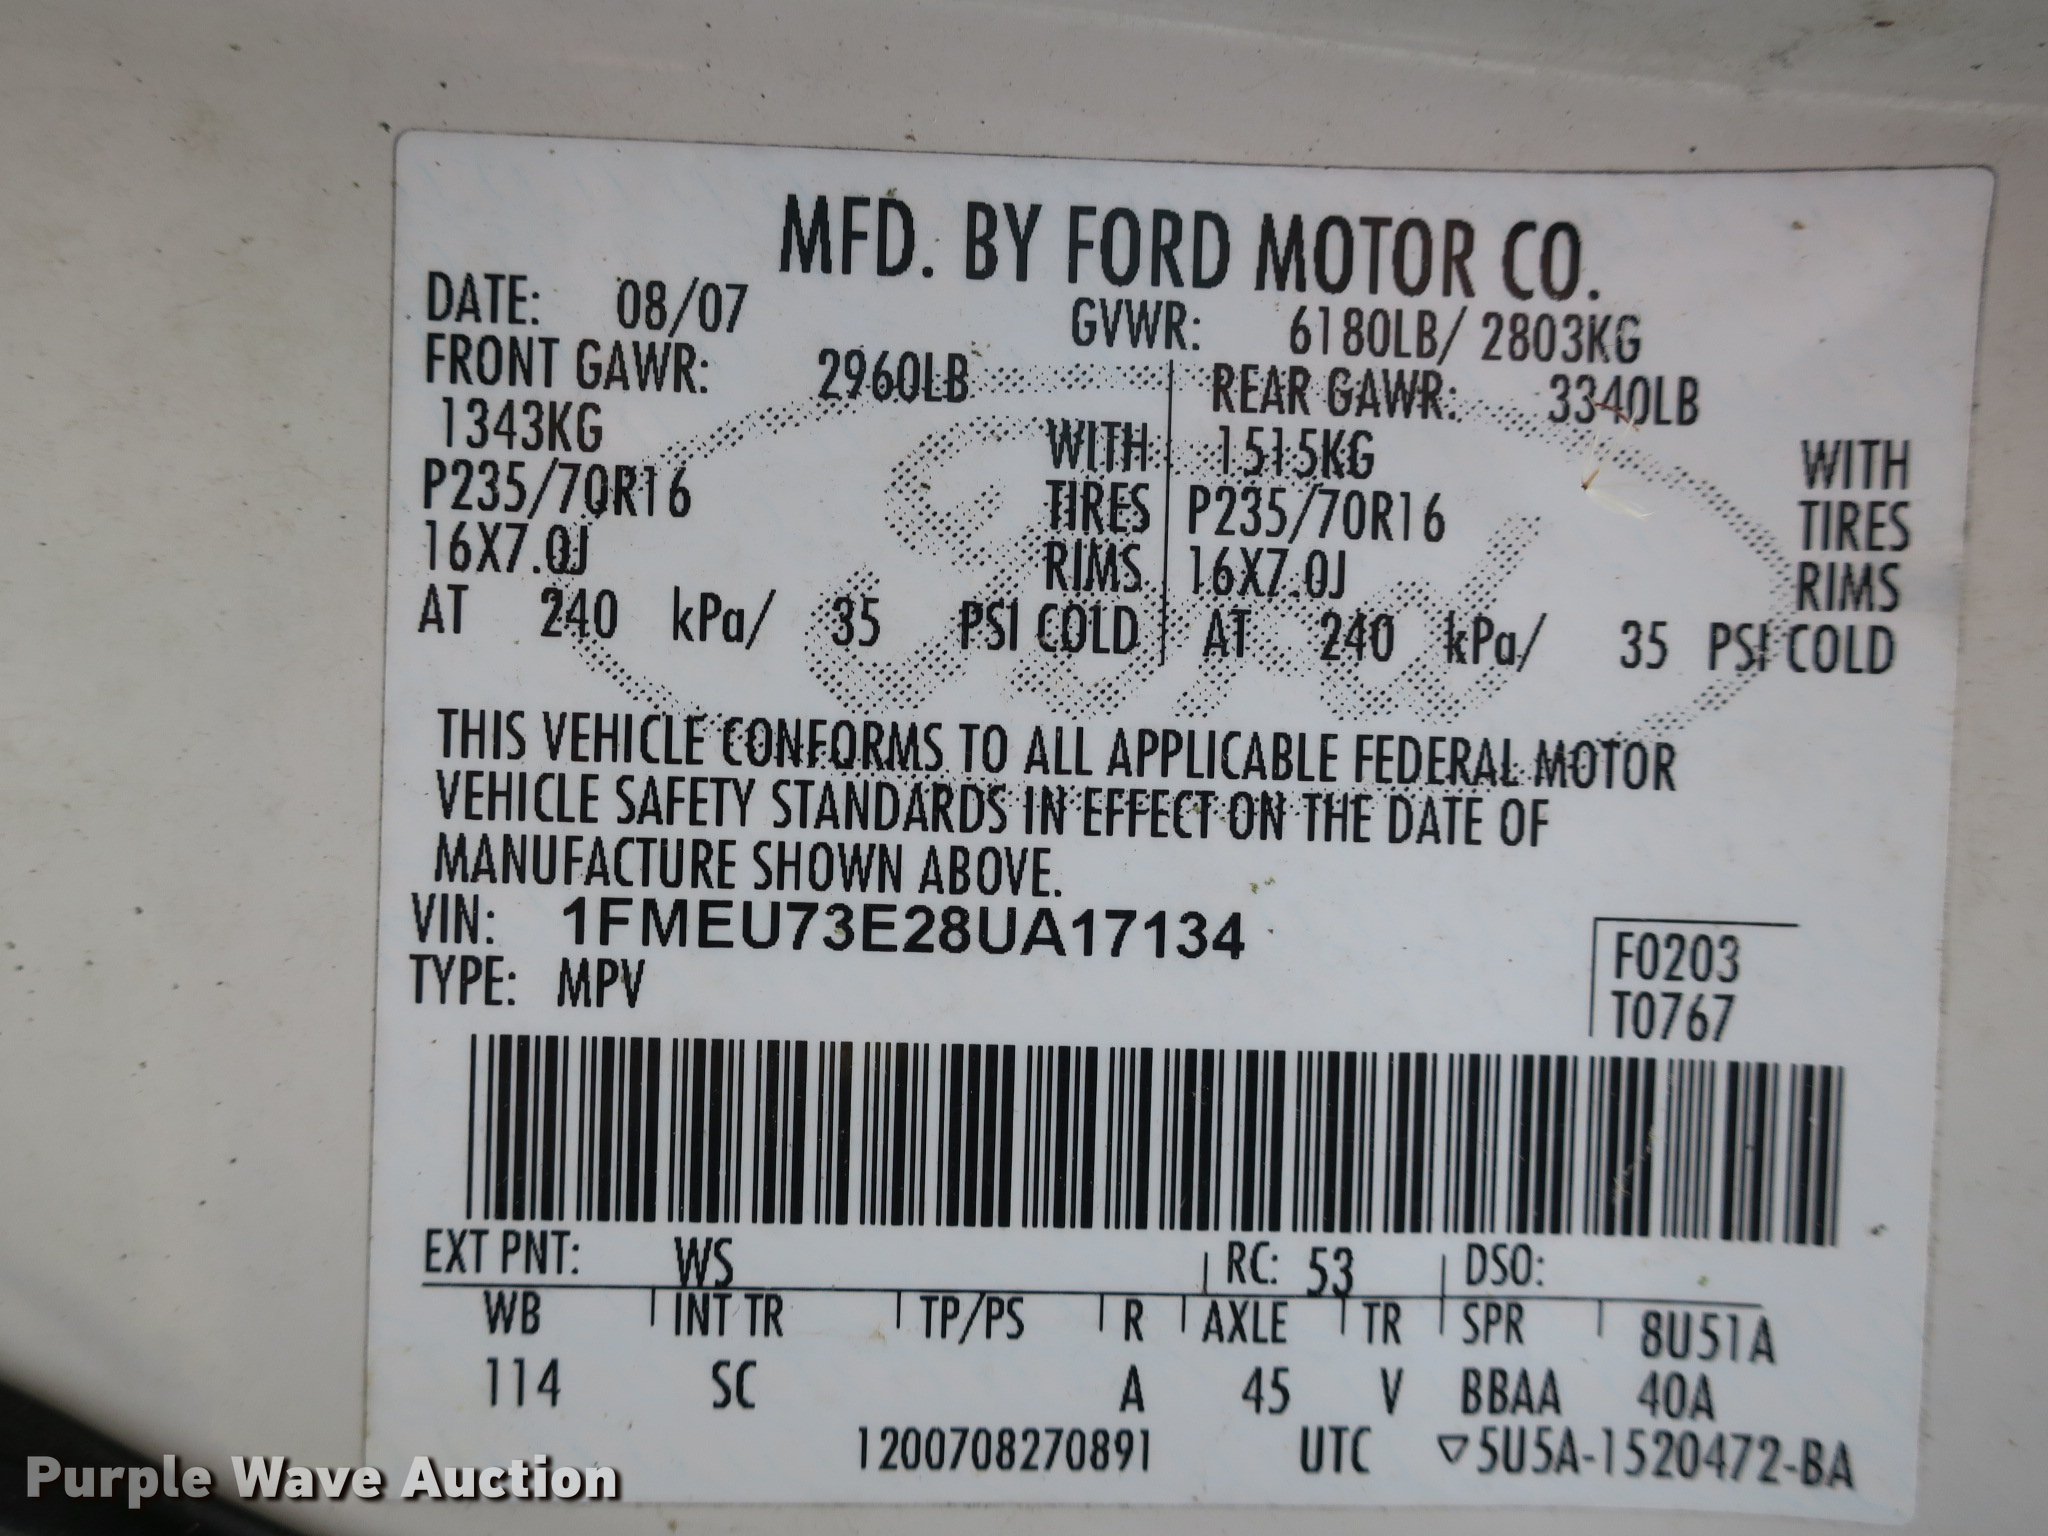 MFD. BY FORD MOTOR CO.
DATE: 08/07 GVWR: 6180LB/ 2803KG
FRONT GAWR: 2960LB REAR GAWR: 3340LB
1343KG WITH 1515KG WITH
P235/70R16 TIRES P235/70R16 TIRES
16X7.0J RIMS 16X7.0J RIMS
AT 240 kPa/ 35 PSI COLD AT 240 kPa/ 35 PSI COLD
Ford
THIS VEHICLE CONFORMS TO ALL APPLICABLE FEDERAL MOTOR
VEHICLE SAFETY STANDARDS IN EFFECT ON THE DATE OF
MANUFACTURE SHOWN ABOVE.
VIN: 1FMEU73E28UA17134
F0203
TYPE: MPV
T0767
EXT PNT: WS RC: 53 DSO:
WB INT TR TP/PS R AXLE TR SPR 8U51A
114 SC A 45 V BBAA 40A
1200708270891 UTC ▽5U5A-1520472-BA
Purple Wave Auction